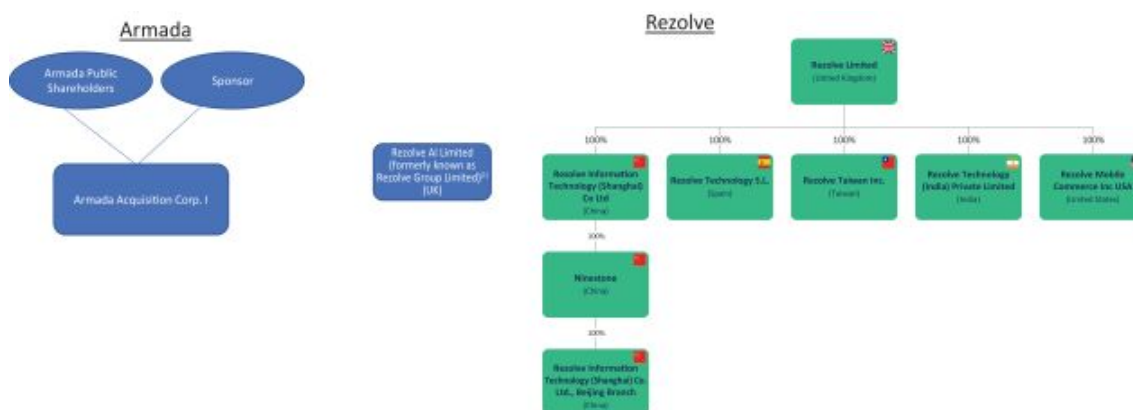 Armada
Rezolve
Armada Public
Shareholders
Sponsor
Armada Acquisition Corp. I
Rezolve AI Limited
(formerly known as
Rezolve Group Limited)⁽¹⁾
(UK)
Rezolve Limited
(United Kingdom)
100%
100%
100%
100%
100%
Rezolve Information
Technology (Shanghai)
Co Ltd
(China)
Rezolve Technology S.L.
(Spain)
Rezolve Taiwan Inc.
(Taiwan)
Rezolve Technology
(India) Private Limited
(India)
Rezolve Mobile
Commerce Inc USA
(United States)
100%
Ninestone
(China)
100%
Rezolve Information
Technology (Shanghai) Co.
Ltd., Beijing Branch
(China)